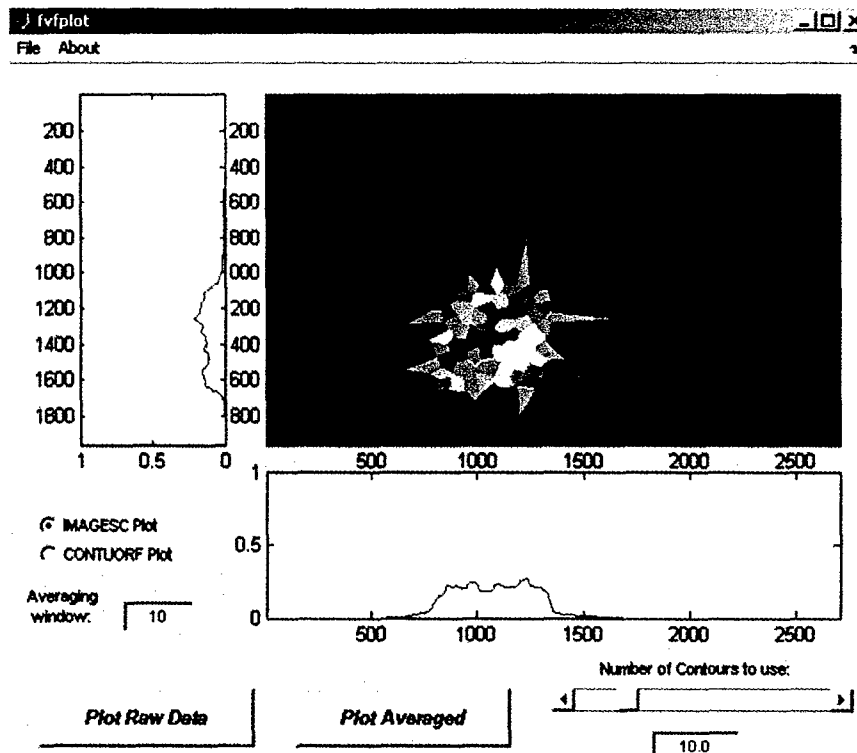 fvfplot
File About
200 200
400 400
600 600
800 800
1000 000
1200 200
1400 400
1600 600
1800 800
1 0.5 0
500 1000 1500 2000 2500
1
0.5
0
500 1000 1500 2000 2500
IMAGESC Plot
CONTUORF Plot
Averaging
window:
10
Number of Contours to use:
Plot Raw Data
Plot Averaged
10.0